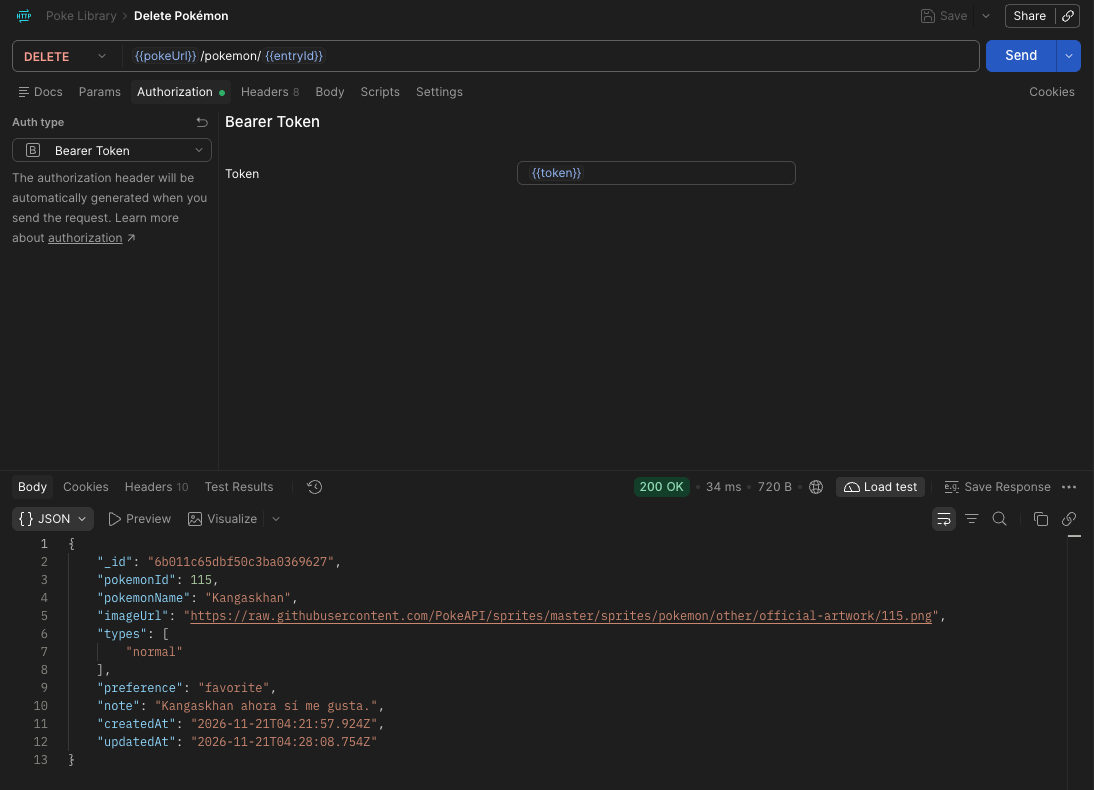 HTTP Poke Library > Delete Pokémon Save Share
DELETE {{pokeUrl}} /pokemon/ {{entryId}} Send
Docs Params Authorization Headers 8 Body Scripts Settings Cookies
Auth type
B Bearer Token
The authorization header will be
automatically generated when you
send the request. Learn more
about authorization ↗
Bearer Token
Token {{token}}
Body Cookies Headers 10 Test Results 200 OK • 34 ms • 720 B • Load test e.g. Save Response •••
{} JSON Preview Visualize
1 {
2 "_id": "6b011c65dbf50c3ba0369627",
3 "pokemonId": 115,
4 "pokemonName": "Kangaskhan",
5 "imageUrl": "https://raw.githubusercontent.com/PokeAPI/sprites/master/sprites/pokemon/other/official-artwork/115.png",
6 "types": [
7 "normal"
8 ],
9 "preference": "favorite",
10 "note": "Kangaskhan ahora sí me gusta.",
11 "createdAt": "2026-11-21T04:21:57.924Z",
12 "updatedAt": "2026-11-21T04:28:08.754Z"
13 }